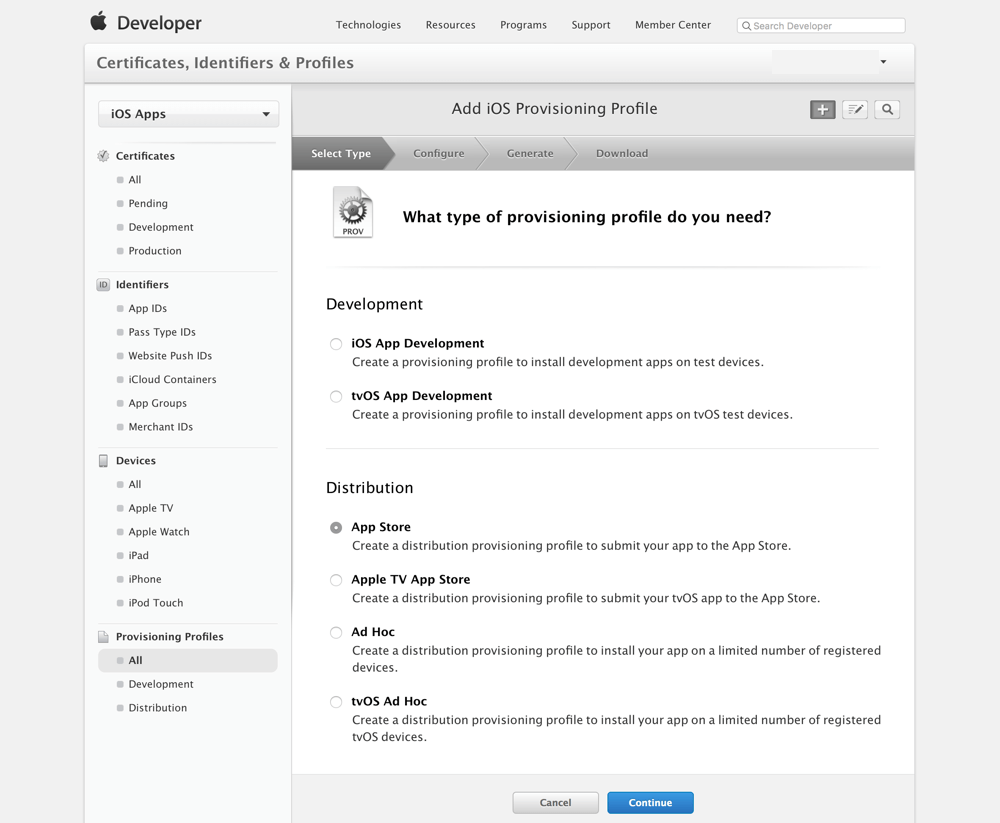 Developer
Technologies
Resources
Programs
Support
Member Center
Search Developer
Certificates, Identifiers & Profiles
iOS Apps
Certificates
All
Pending
Development
Production
ID
Identifiers
App IDs
Pass Type IDs
Website Push IDs
iCloud Containers
App Groups
Merchant IDs
Devices
All
Apple TV
Apple Watch
iPad
iPhone
iPod Touch
Provisioning Profiles
All
Development
Distribution
Add iOS Provisioning Profile
Select Type
Configure
Generate
Download
PROV
What type of provisioning profile do you need?
Development
iOS App Development
Create a provisioning profile to install development apps on test devices.
tvOS App Development
Create a provisioning profile to install development apps on tvOS test devices.
Distribution
App Store
Create a distribution provisioning profile to submit your app to the App Store.
Apple TV App Store
Create a distribution provisioning profile to submit your tvOS app to the App Store.
Ad Hoc
Create a distribution provisioning profile to install your app on a limited number of registered
devices.
tvOS Ad Hoc
Create a distribution provisioning profile to install your app on a limited number of registered
tvOS devices.
Cancel
Continue